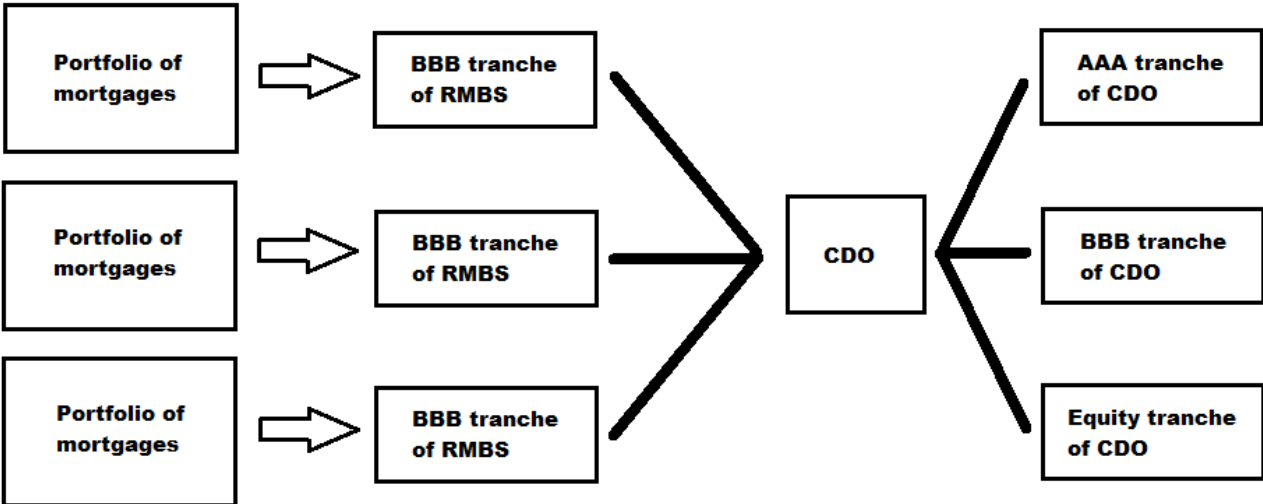 Portfolio of
mortgages
BBB tranche
of RMBS
AAA tranche
of CDO
Portfolio of
mortgages
BBB tranche
of RMBS
CDO
BBB tranche
of CDO
Portfolio of
mortgages
BBB tranche
of RMBS
Equity tranche
of CDO